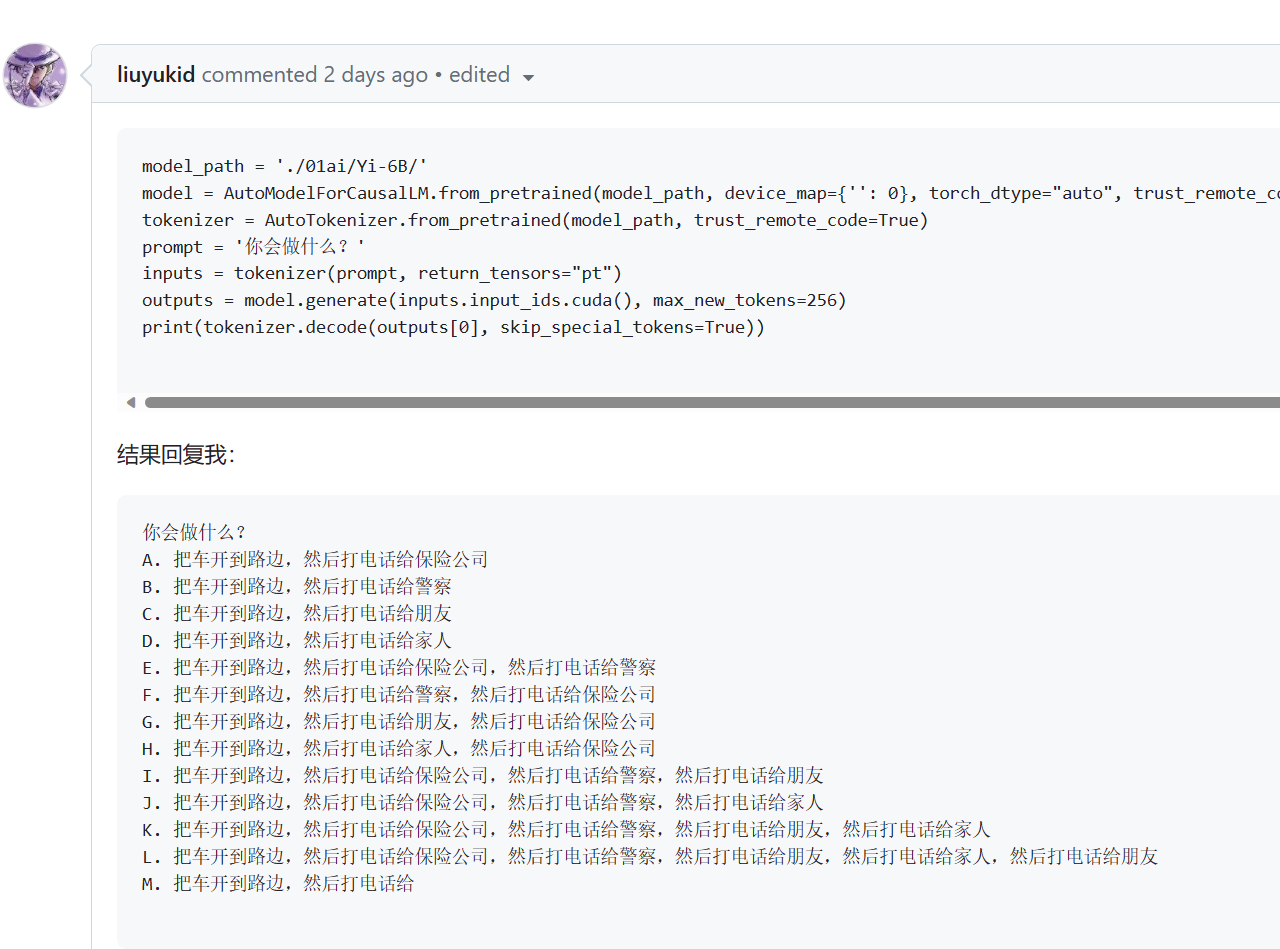 liuyukid commented 2 days ago • edited
model_path = './01ai/Yi-6B/'
model = AutoModelForCausalLM.from_pretrained(model_path, device_map={'': 0}, torch_dtype="auto", trust_remote_co
tokenizer = AutoTokenizer.from_pretrained(model_path, trust_remote_code=True)
prompt = '你会做什么？'
inputs = tokenizer(prompt, return_tensors="pt")
outputs = model.generate(inputs.input_ids.cuda(), max_new_tokens=256)
print(tokenizer.decode(outputs[0], skip_special_tokens=True))
结果回复我：
你会做什么？
A. 把车开到路边，然后打电话给保险公司
B. 把车开到路边，然后打电话给警察
C. 把车开到路边，然后打电话给朋友
D. 把车开到路边，然后打电话给家人
E. 把车开到路边，然后打电话给保险公司，然后打电话给警察
F. 把车开到路边，然后打电话给警察，然后打电话给保险公司
G. 把车开到路边，然后打电话给朋友，然后打电话给保险公司
H. 把车开到路边，然后打电话给家人，然后打电话给保险公司
I. 把车开到路边，然后打电话给保险公司，然后打电话给警察，然后打电话给朋友
J. 把车开到路边，然后打电话给保险公司，然后打电话给警察，然后打电话给家人
K. 把车开到路边，然后打电话给保险公司，然后打电话给警察，然后打电话给朋友，然后打电话给家人
L. 把车开到路边，然后打电话给保险公司，然后打电话给警察，然后打电话给朋友，然后打电话给家人，然后打电话给朋友
M. 把车开到路边，然后打电话给